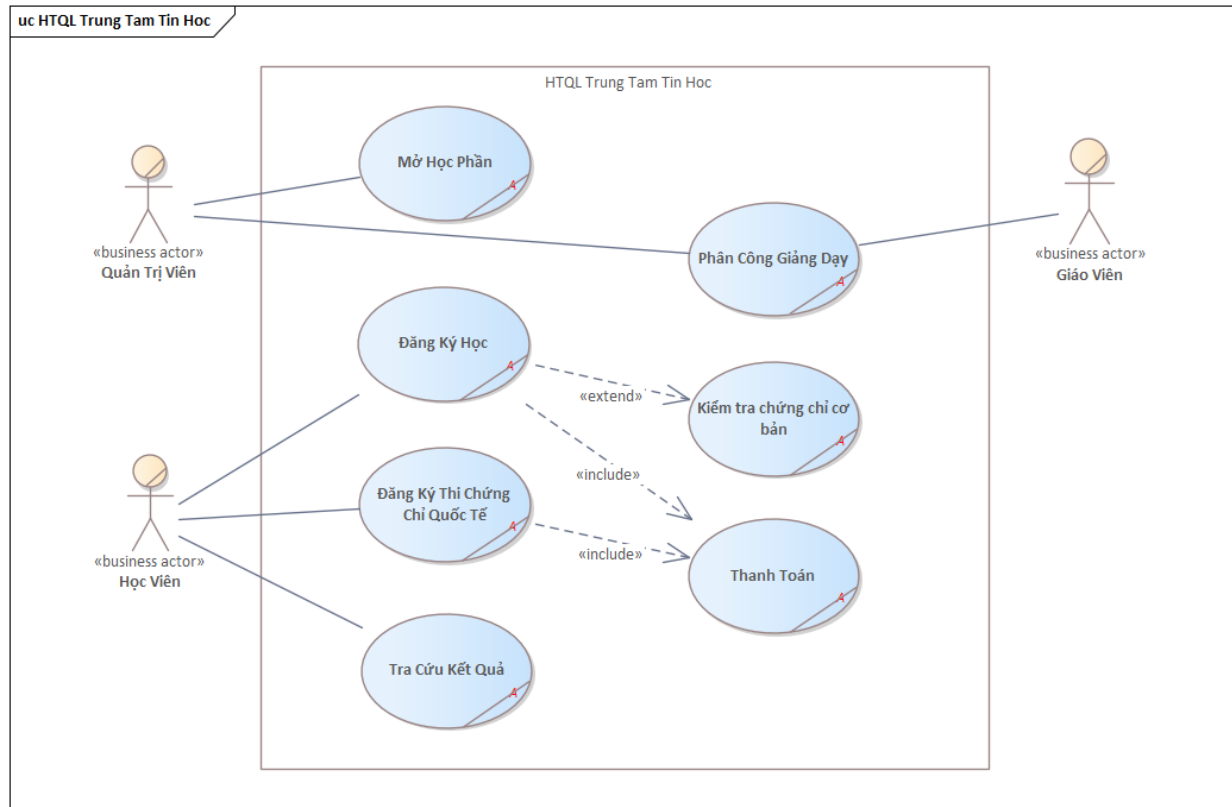 uc HTQL Trung Tam Tin Hoc
HTQL Trung Tam Tin Hoc
Mở Học Phần
A
«business actor»
Quản Trị Viên
Phân Công Giảng Dạy
A
«business actor»
Giáo Viên
Đăng Ký Học
A
«extend»
Kiểm tra chứng chỉ cơ
bản
A
«include»
Đăng Ký Thi Chứng
Chỉ Quốc Tế
A
«include»
«business actor»
Học Viên
Thanh Toán
A
Tra Cứu Kết Quả
A